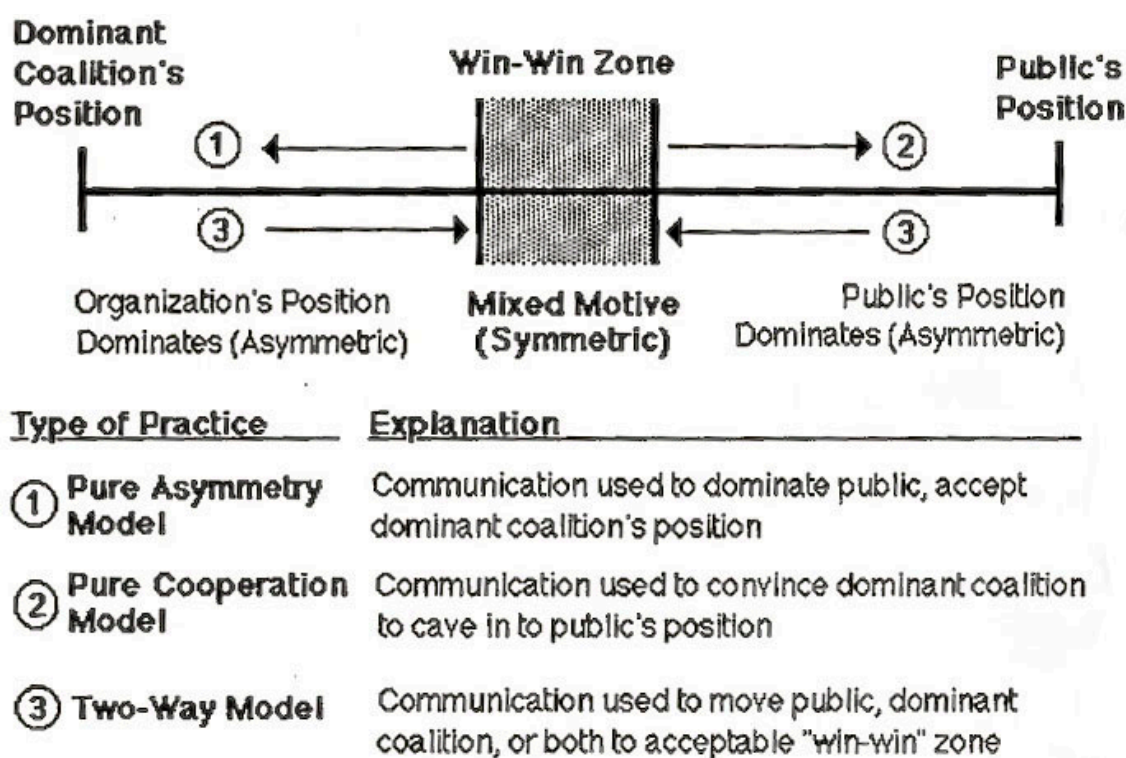 Dominant
Coalition's
Position
Win-Win Zone
Public's
Position
1
2
3
3
Organization's Position
Dominates (Asymmetric)
Mixed Motive
(Symmetric)
Public's Position
Dominates (Asymmetric)
Type of Practice Explanation
1 Pure Asymmetry
Model
Communication used to dominate public, accept
dominant coalition's position
2 Pure Cooperation
Model
Communication used to convince dominant coalition
to cave in to public's position
3 Two-Way Model
Communication used to move public, dominant
coalition, or both to acceptable "win-win" zone